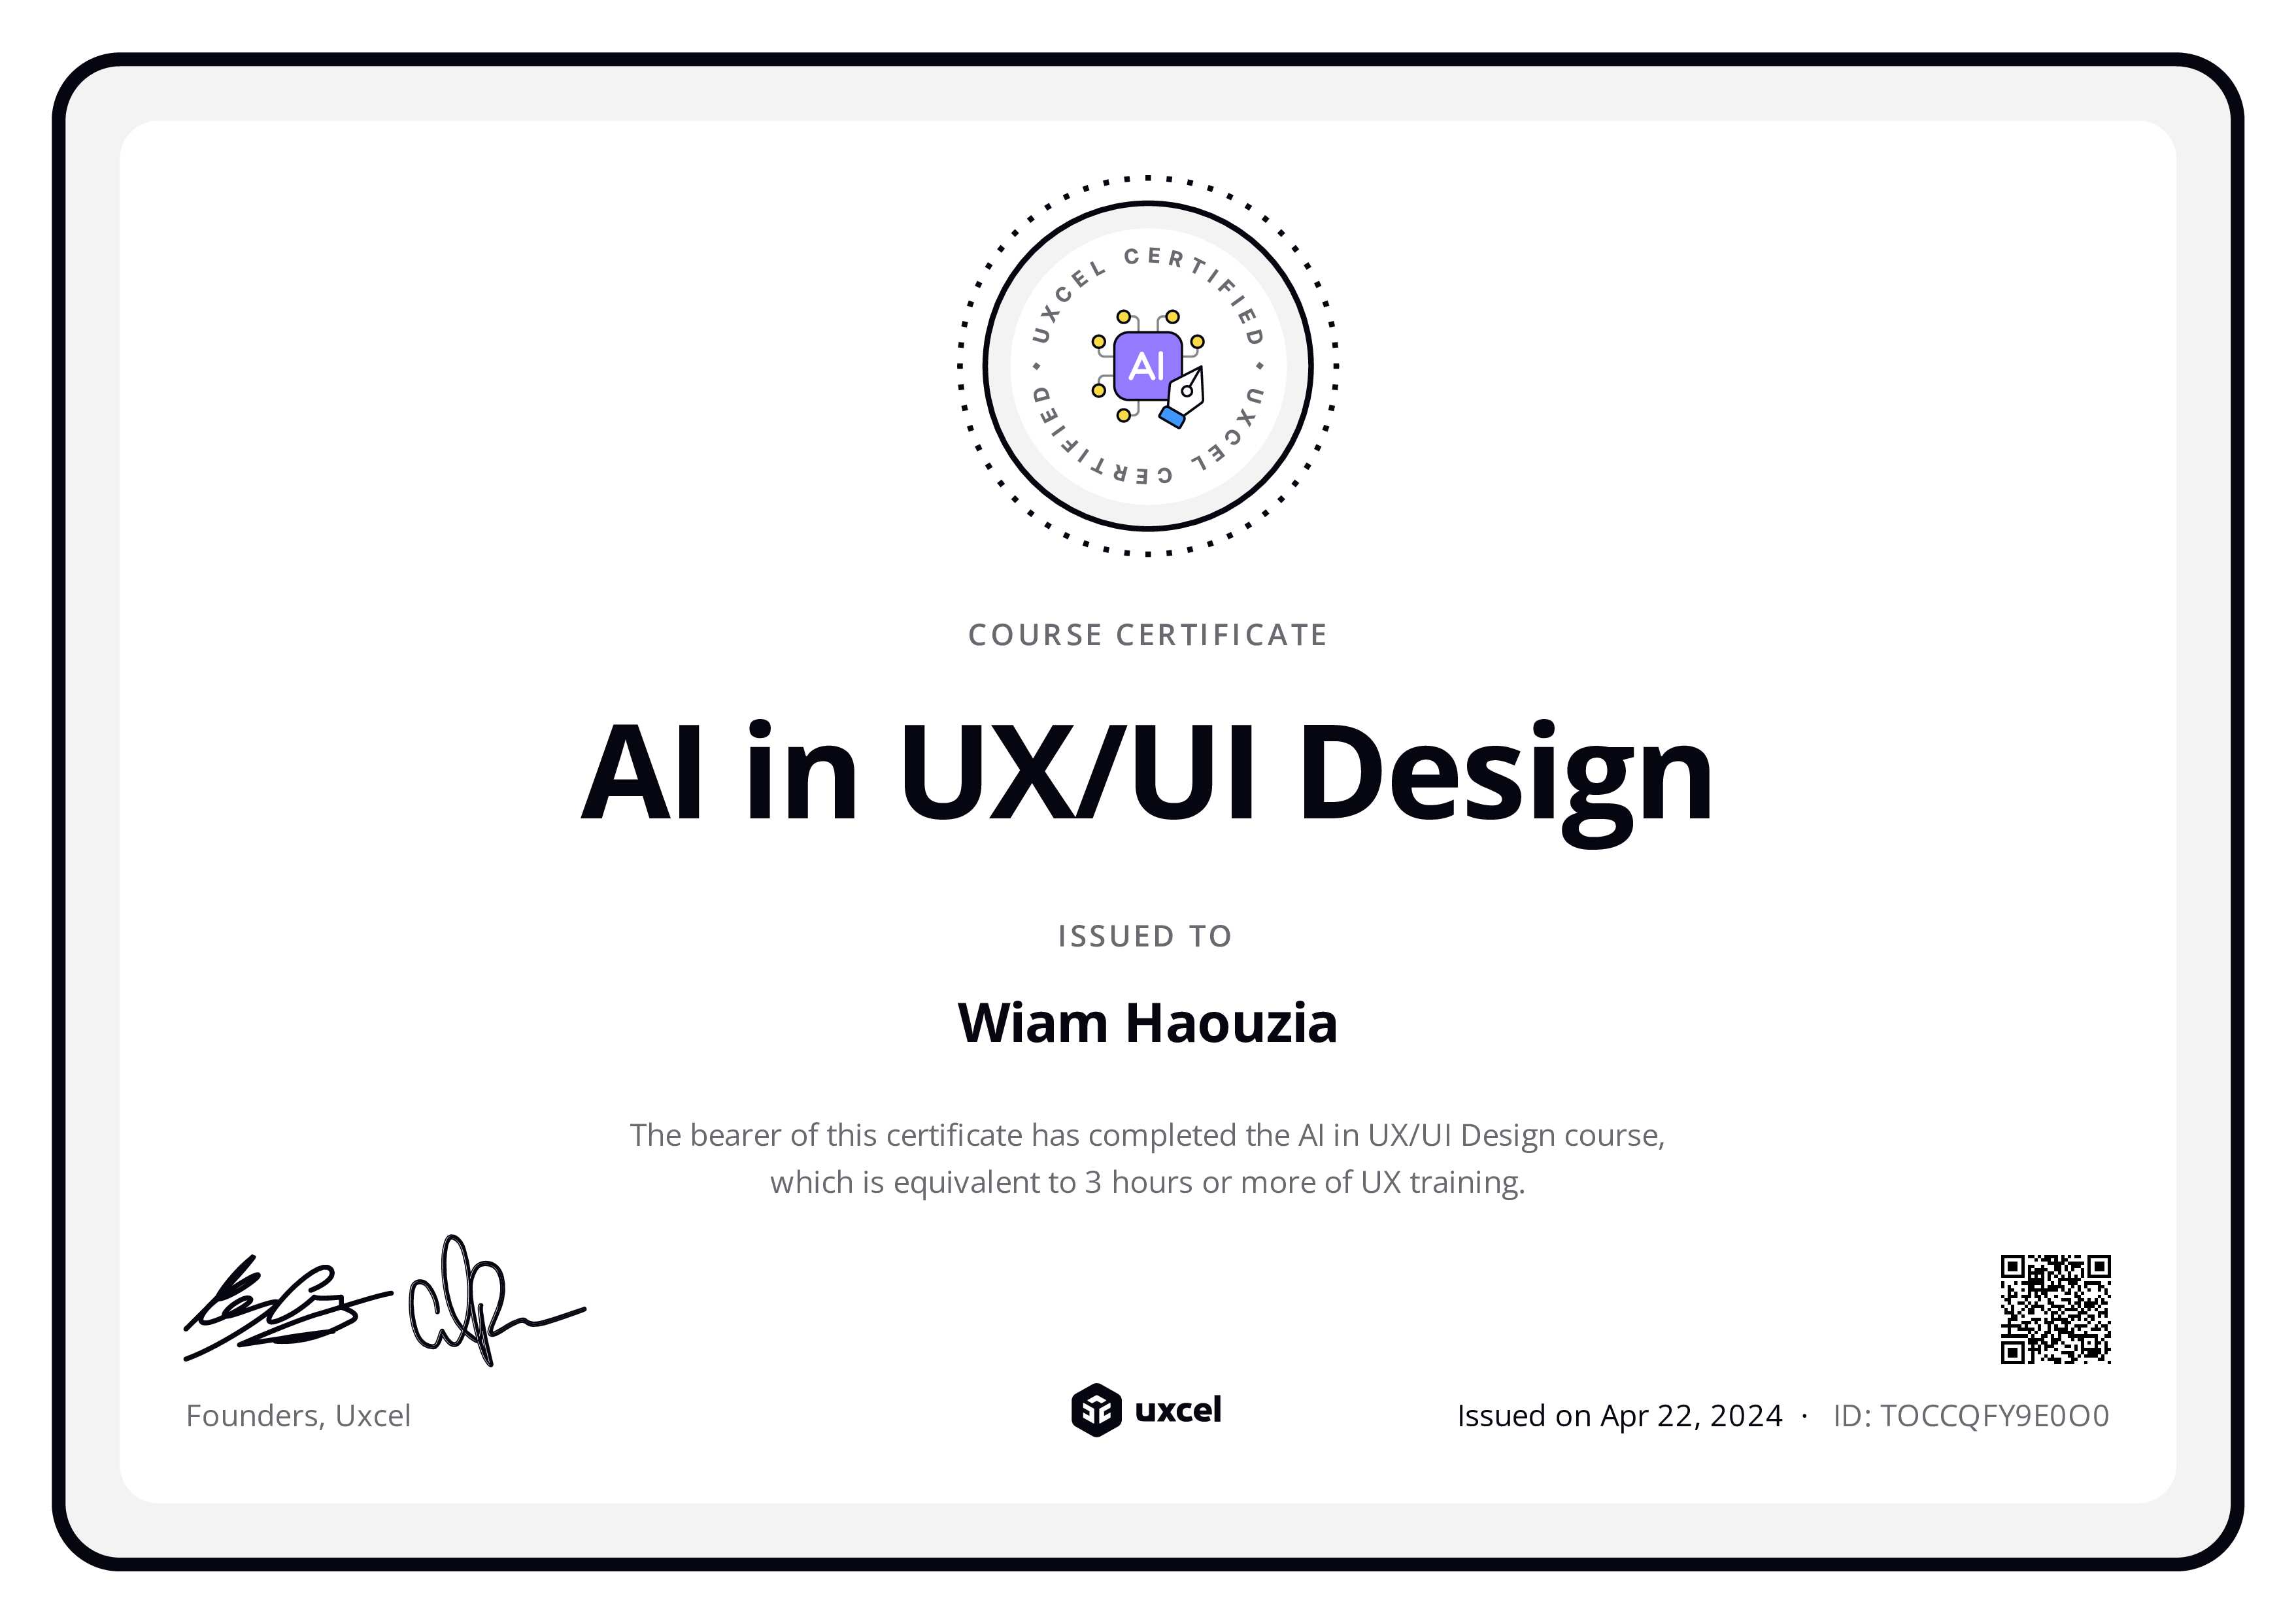 UXCEL CERTIFIED • UXCEL CERTIFIED •
AI
COURSE CERTIFICATE
AI in UX/UI Design
ISSUED TO
Wiam Haouzia
The bearer of this certificate has completed the AI in UX/UI Design course,
which is equivalent to 3 hours or more of UX training.
Founders, Uxcel
uxcel
Issued on Apr 22, 2024 · ID: TOCCQFY9E0O0